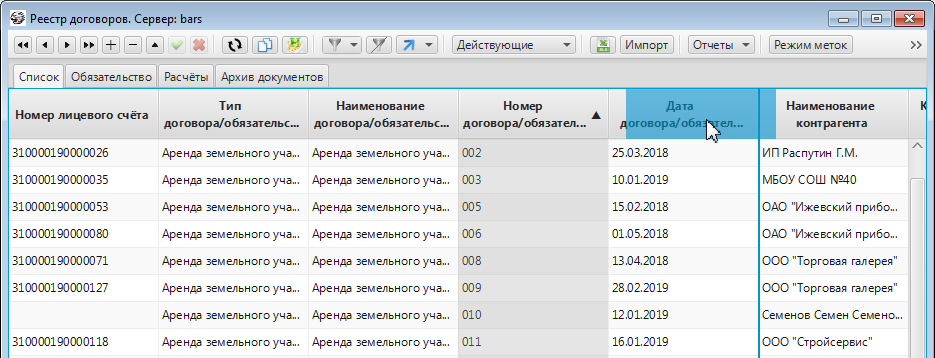 Реестр договоров. Сервер: bars
Действующие Импорт Отчеты Режим меток
Список Обязательство Расчёты Архив документов
Номер лицевого счёта Тип договора/обязательс... Наименование договора/обязательс... Номер договора/обязател... Дата договора/обязател... Наименование контрагента К
310000190000026 Аренда земельного уча... Аренда земельного уча... 002 25.03.2018 ИП Распутин Г.М.
310000190000035 Аренда земельного уча... Аренда земельного уча... 003 10.01.2019 МБОУ СОШ №40
310000190000053 Аренда земельного уча... Аренда земельного уча... 005 15.02.2018 ОАО "Ижевский прибо...
310000190000080 Аренда земельного уча... Аренда земельного уча... 006 01.05.2018 ОАО "Ижевский прибо...
310000190000071 Аренда земельного уча... Аренда земельного уча... 008 13.04.2018 ООО "Торговая галерея"
310000190000127 Аренда земельного уча... Аренда земельного уча... 009 28.02.2019 ООО "Торговая галерея"
Аренда земельного уча... Аренда земельного уча... 010 12.01.2019 Семенов Семен Семено...
310000190000118 Аренда земельного уча... Аренда земельного уча... 011 16.01.2019 ООО "Стройсервис"